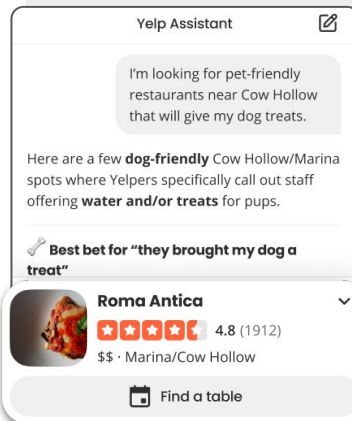 Yelp Assistant
I'm looking for pet-friendly
restaurants near Cow Hollow
that will give my dog treats.
Here are a few dog-friendly Cow Hollow/Marina
spots where Yelpers specifically call out staff
offering water and/or treats for pups.
Best bet for “they brought my dog a
treat”
Roma Antica
4.8 (1912)
$$ · Marina/Cow Hollow
Find a table